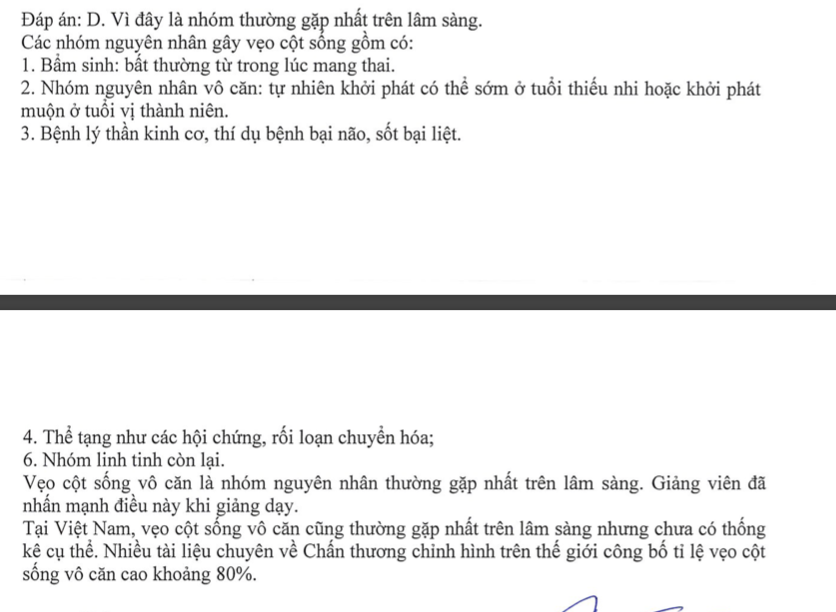 Đáp án: D. Vì đây là nhóm thường gặp nhất trên lâm sàng.
Các nhóm nguyên nhân gây vẹo cột sống gồm có:
1. Bẩm sinh: bất thường từ trong lúc mang thai.
2. Nhóm nguyên nhân vô căn: tự nhiên khởi phát có thể sớm ở tuổi thiếu nhi hoặc khởi phát
muộn ở tuổi vị thành niên.
3. Bệnh lý thần kinh cơ, thí dụ bệnh bại não, sốt bại liệt.
4. Thể tạng như các hội chứng, rối loạn chuyển hóa;
6. Nhóm linh tinh còn lại.
Vẹo cột sống vô căn là nhóm nguyên nhân thường gặp nhất trên lâm sàng. Giảng viên đã
nhấn mạnh điều này khi giảng dạy.
Tại Việt Nam, vẹo cột sống vô căn cũng thường gặp nhất trên lâm sàng nhưng chưa có thống
kê cụ thể. Nhiều tài liệu chuyên về Chấn thương chỉnh hình trên thế giới công bố tỉ lệ vẹo cột
sống vô căn cao khoảng 80%.